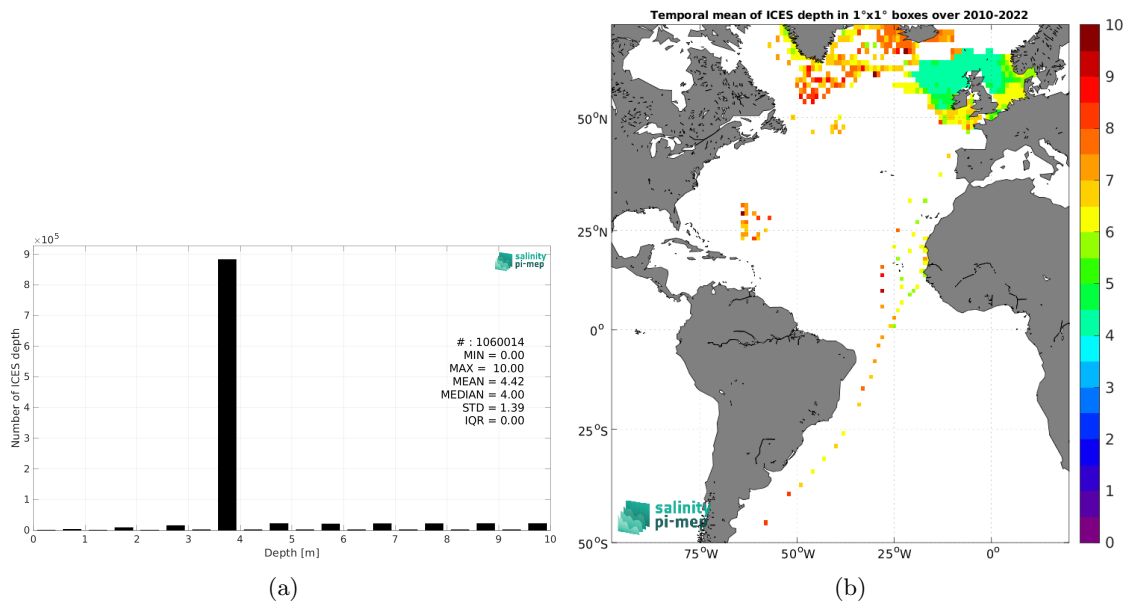 ×10⁵
9
8
7
6
5
4
3
2
1
0
Number of ICES depth
0 1 2 3 4 5 6 7 8 9 10
Depth [m]
salinity
pi-mep
# : 1060014
MIN = 0.00
MAX = 10.00
MEAN = 4.42
MEDIAN = 4.00
STD = 1.39
IQR = 0.00
(a)
Temporal mean of ICES depth in 1°x1° boxes over 2010-2022
50°N
25°N
0°
25°S
50°S
75°W 50°W 25°W 0°
salinity
pi-mep
10
9
8
7
6
5
4
3
2
1
0
(b)